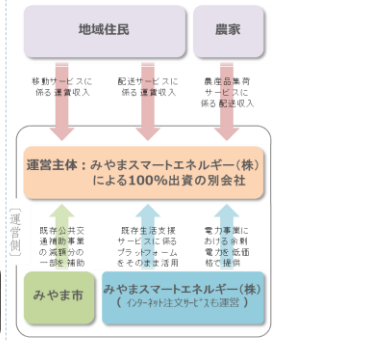 地域住民
農家
移動サービスに
係る運賃収入
配送サービスに
係る運賃収入
農産品集荷
サービスに
係る配送収入
運営主体：みやまスマートエネルギー(株)
による100%出資の別会社
［運営側］
既存公共交
通補助事業
の減額分の
一部を補助
既存生活支援
サービスに係る
プラットフォーム
をそのまま活用
電力事業に
おける余剰
電力を低価
格で提供
みやま市
みやまスマートエネルギー(株)
( インターネット注文サービスも運営 )